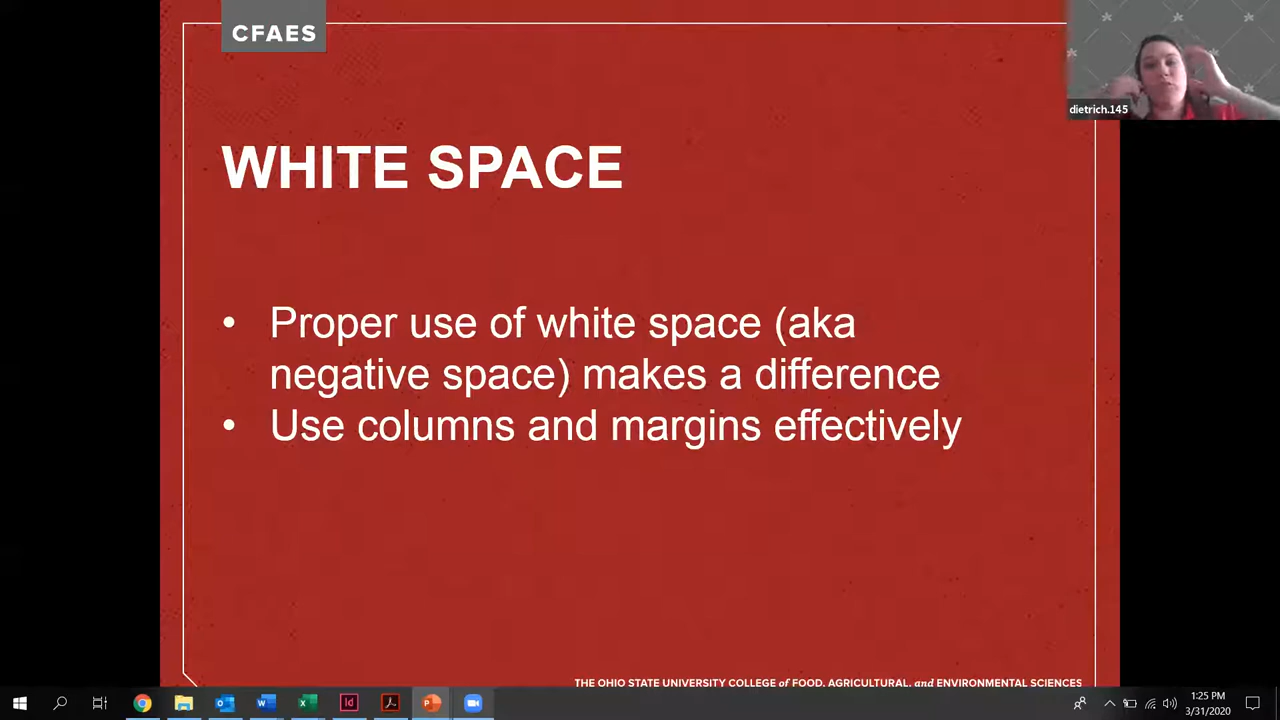 CFAES
dietrich.145
WHITE SPACE
• Proper use of white space (aka
negative space) makes a difference
• Use columns and margins effectively
THE OHIO STATE UNIVERSITY COLLEGE of FOOD, AGRICULTURAL, and ENVIRONMENTAL SCIENCES
1:25 PM
3/31/2020